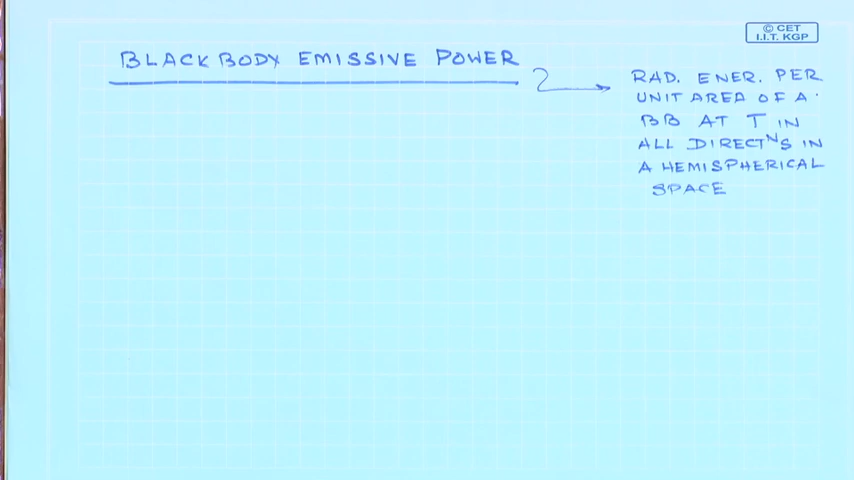 © CET
I.I.T. KGP
BLACKBODY EMISSIVE POWER
RAD. ENER. PER
UNIT AREA OF A
BB AT T IN
ALL DIRECTNS IN
A HEMISPHERICAL
SPACE